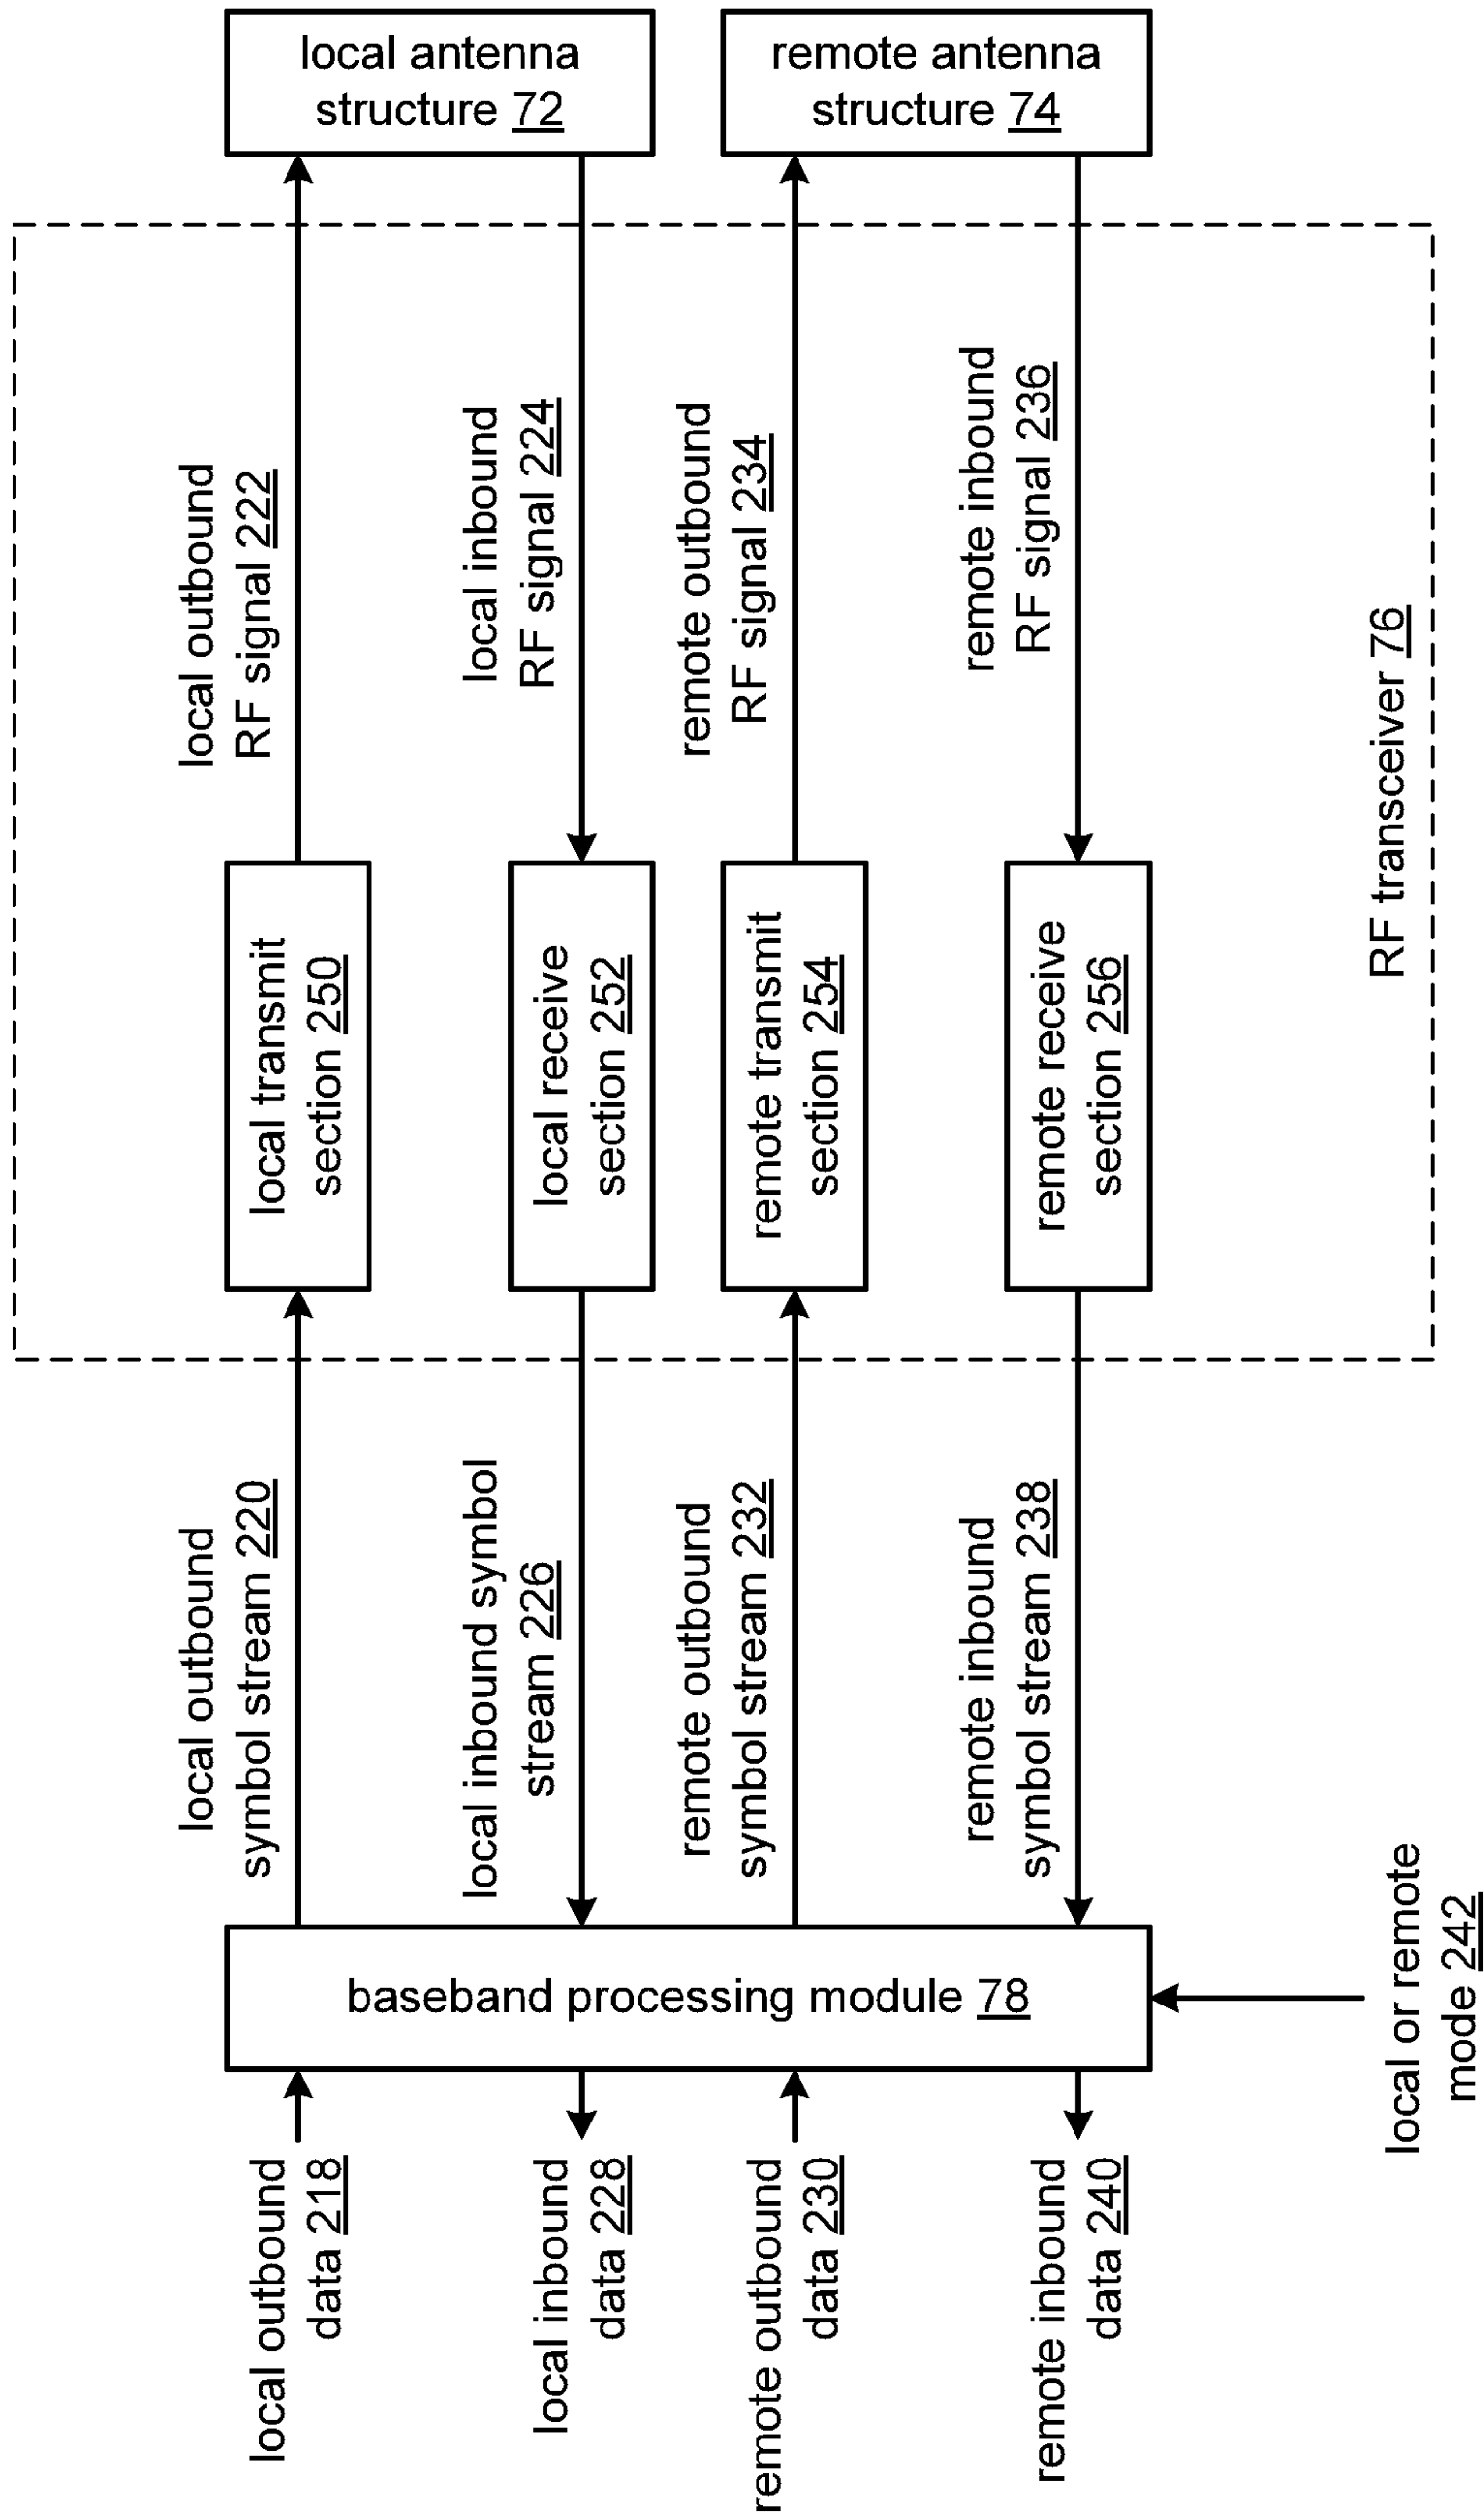 local antenna
structure 72
remote antenna
structure 74
local outbound
RF signal 222
local inbound
RF signal 224
remote outbound
RF signal 234
remote inbound
RF signal 236
local transmit
section 250
local receive
section 252
remote transmit
section 254
remote receive
section 256
RF transceiver 76
local outbound
symbol stream 220
local inbound symbol
stream 226
remote outbound
symbol stream 232
remote inbound
symbol stream 238
baseband processing module 78
local or remote
mode 242
local outbound
data 218
local inbound
data 228
remote outbound
data 230
remote inbound
data 240